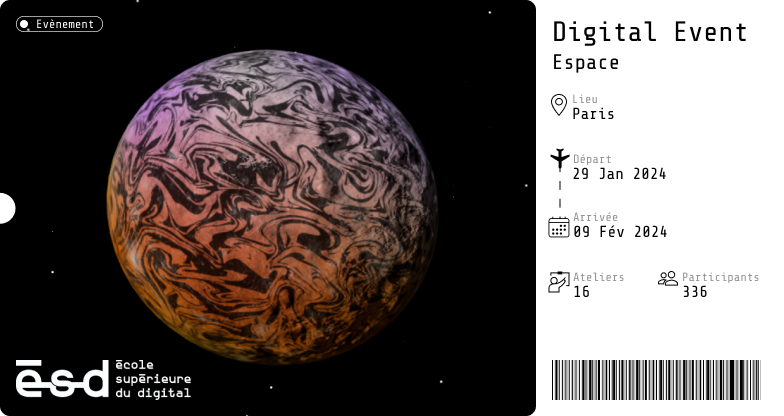 Evènement
Digital Event
Espace
Lieu
Paris
Départ
29 Jan 2024
Arrivée
09 Fév 2024
Ateliers
16
Participants
336
ēsd
école
supérieure
du digital